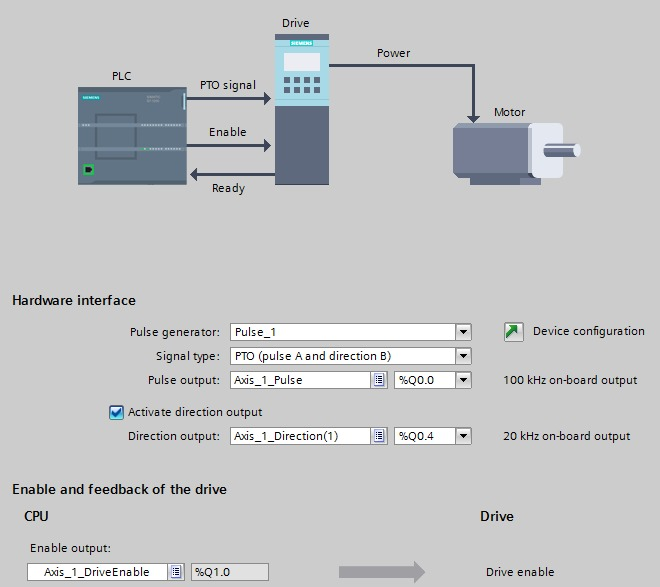 Drive
SIEMENS
Power
PLC
PTO signal
SIEMENS
Motor
Enable
Ready
Hardware interface
Pulse generator: Pulse_1 Device configuration
Signal type: PTO (pulse A and direction B)
Pulse output: Axis_1_Pulse %Q0.0 100 kHz on-board output
Activate direction output
Direction output: Axis_1_Direction(1) %Q0.4 20 kHz on-board output
Enable and feedback of the drive
CPU Drive
Enable output:
Axis_1_DriveEnable %Q1.0 Drive enable